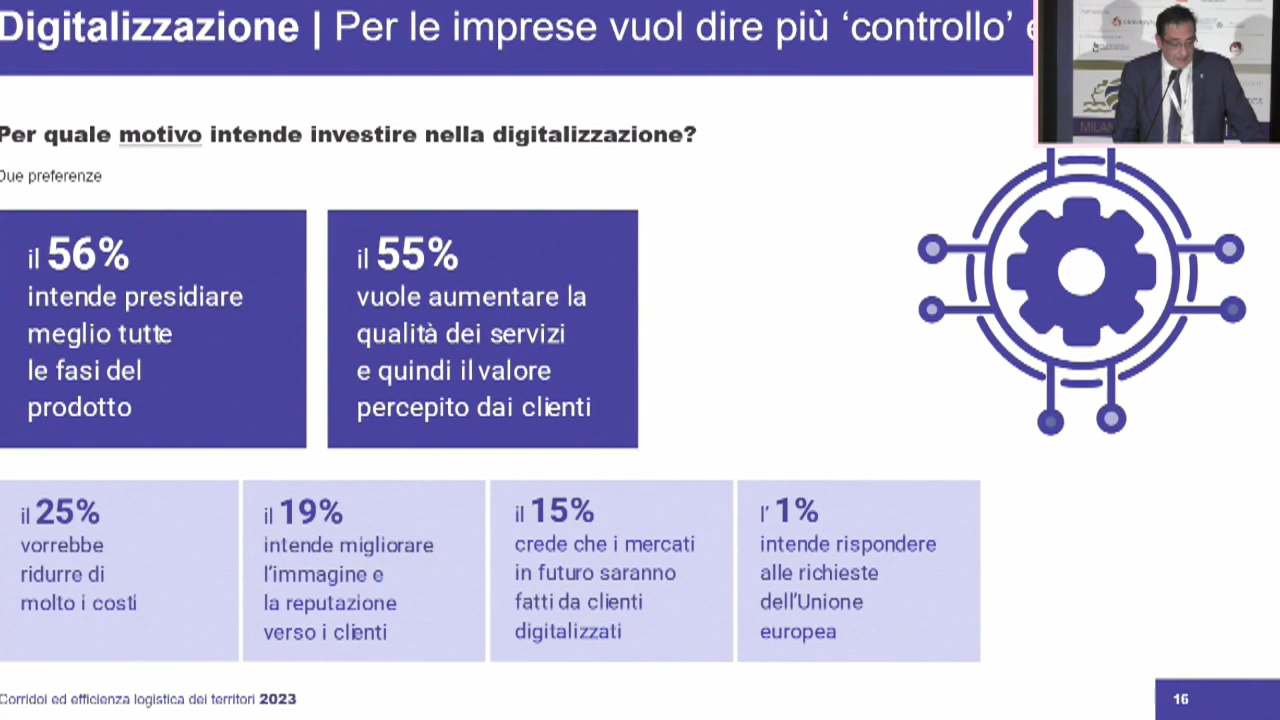 Digitalizzazione | Per le imprese vuol dire più ‘controllo’ e
Per quale motivo intende investire nella digitalizzazione?
Due preferenze
il 56%
intende presidiare
meglio tutte
le fasi del
prodotto
il 55%
vuole aumentare la
qualità dei servizi
e quindi il valore
percepito dai clienti
il 25%
vorrebbe
ridurre di
molto i costi
il 19%
intende migliorare
l’immagine e
la reputazione
verso i clienti
il 15%
crede che i mercati
in futuro saranno
fatti da clienti
digitalizzati
l’ 1%
intende rispondere
alle richieste
dell’Unione
europea
Corridoi ed efficienza logistica dei territori 2023
16